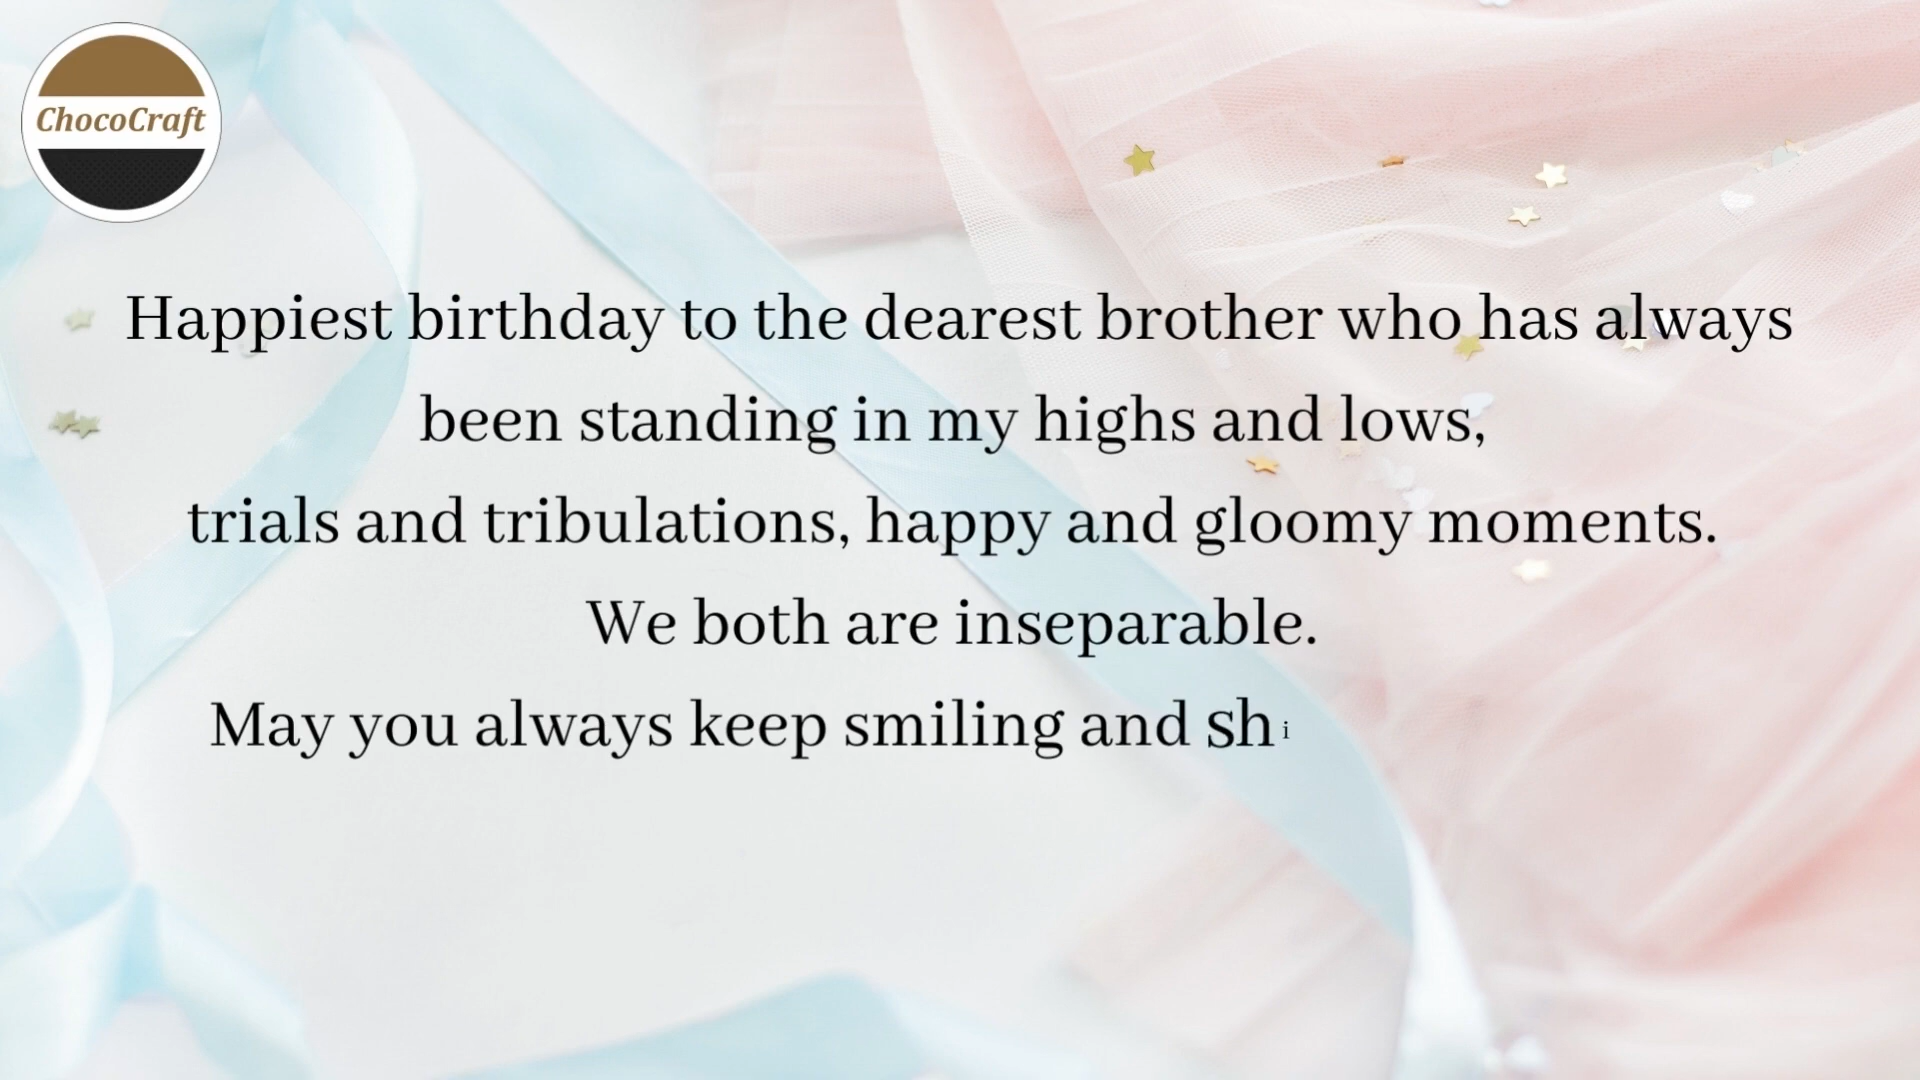 ChocoCraft
Happiest birthday to the dearest brother who has always
been standing in my highs and lows,
trials and tribulations, happy and gloomy moments.
We both are inseparable.
May you always keep smiling and shi